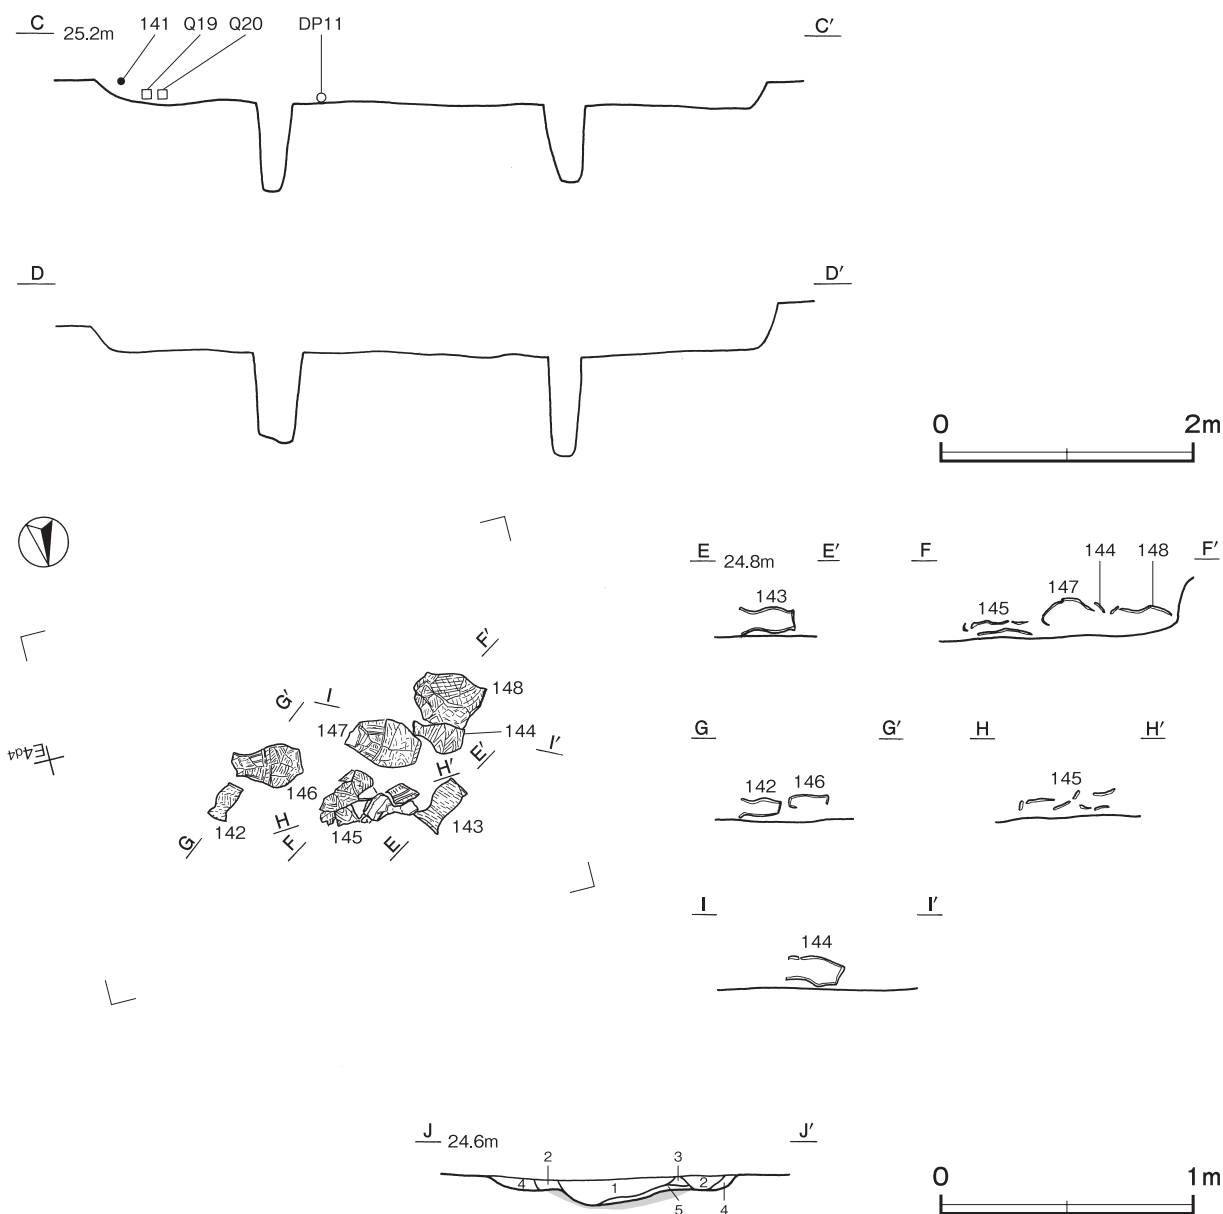 C 25.2m 141 Q19 Q20 DP11 C′
D D′
0 2m
E 24.8m E′
143
F 144 148 F′
147
145
F′
G′ I 148
147 144
E′ I′
E4d4
H′
146
142 H 145 143
G F E
G G′
142 146
H H′
145
I I′
144
J 24.6m J′
2 3
4 1 2
5 4
0 1m